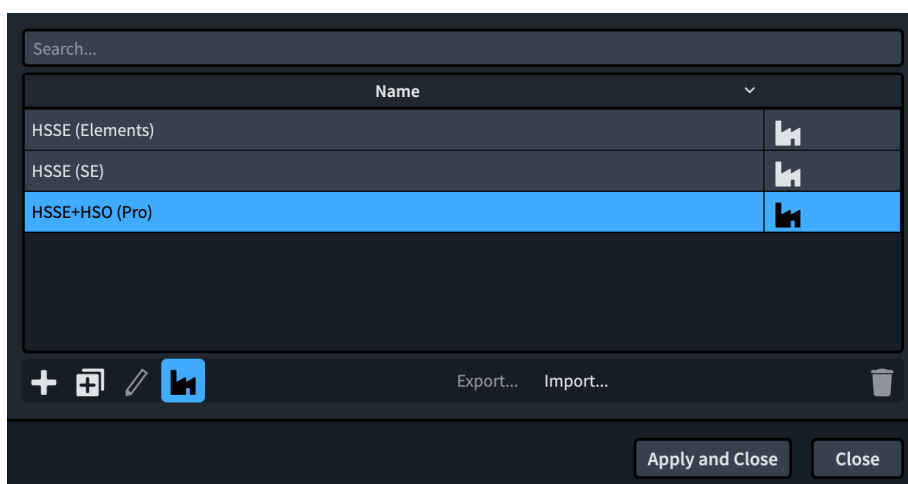 Search...
Name
HSSE (Elements)
HSSE (SE)
HSSE+HSO (Pro)
Export... Import...
Apply and Close Close